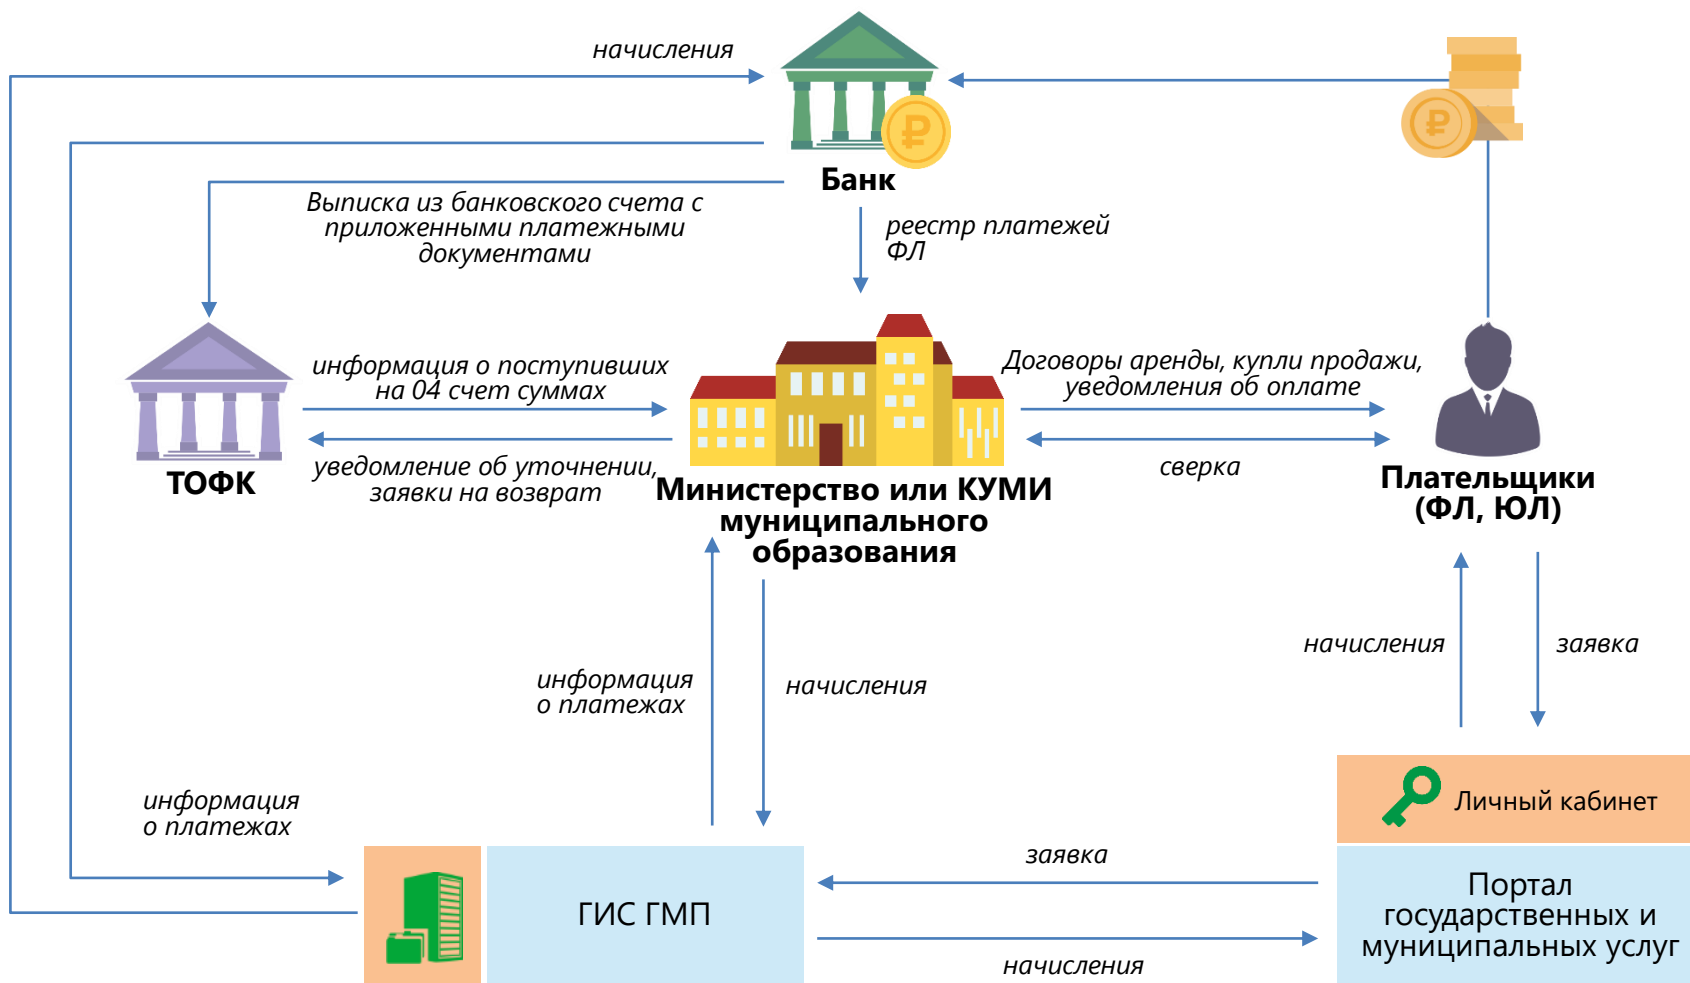 начисления
₽
₽
Банк
Выписка из банковского счета с
приложенными платежными
документами
реестр платежей
ФЛ
информация о поступивших
на 04 счет суммах
Договоры аренды, купли продажи,
уведомления об оплате
ТОФК
уведомление об уточнении,
заявки на возврат
Министерство или КУМИ
муниципального
образования
сверка
Плательщики
(ФЛ, ЮЛ)
информация
о платежах
начисления
начисления
заявка
информация
о платежах
Личный кабинет
ГИС ГМП
заявка
начисления
Портал
государственных и
муниципальных услуг